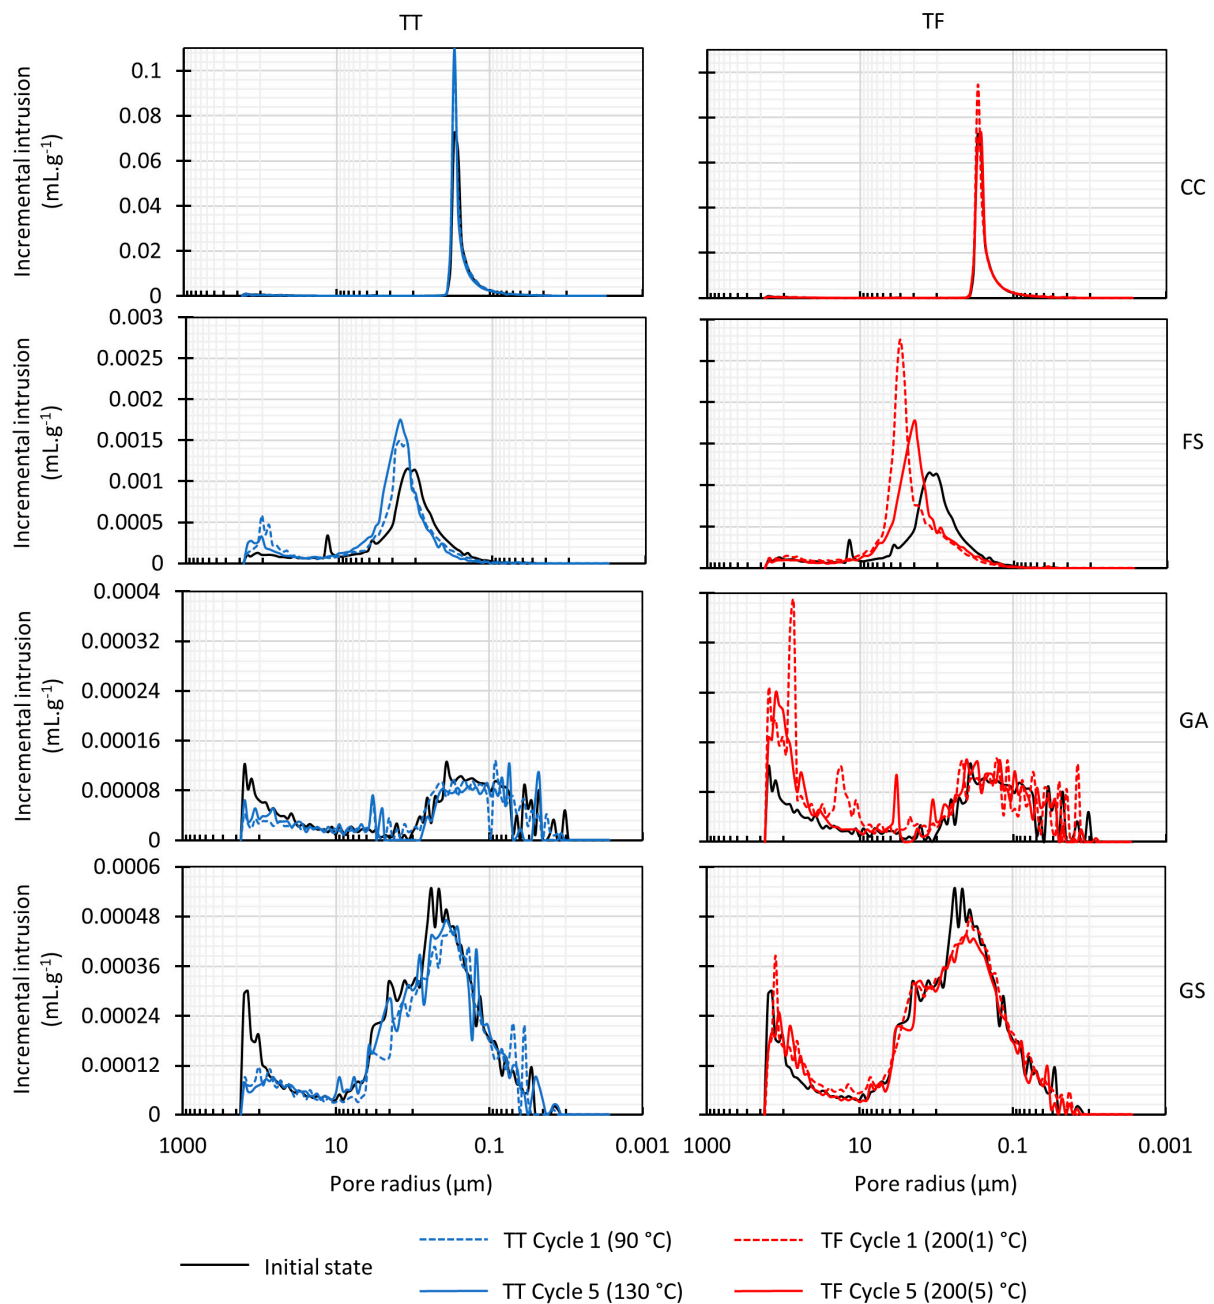 TT
TF
Incremental intrusion
(mL.g⁻¹)
0.1
0.08
0.06
0.04
0.02
0
CC
Incremental intrusion
(mL.g⁻¹)
0.003
0.0025
0.002
0.0015
0.001
0.0005
0
FS
Incremental intrusion
(mL.g⁻¹)
0.0004
0.00032
0.00024
0.00016
0.00008
0
GA
Incremental intrusion
(mL.g⁻¹)
0.0006
0.00048
0.00036
0.00024
0.00012
0
GS
1000 10 0.1 0.001
1000 10 0.1 0.001
Pore radius (μm)
Pore radius (μm)
Initial state
TT Cycle 1 (90 °C)
TF Cycle 1 (200(1) °C)
TT Cycle 5 (130 °C)
TF Cycle 5 (200(5) °C)